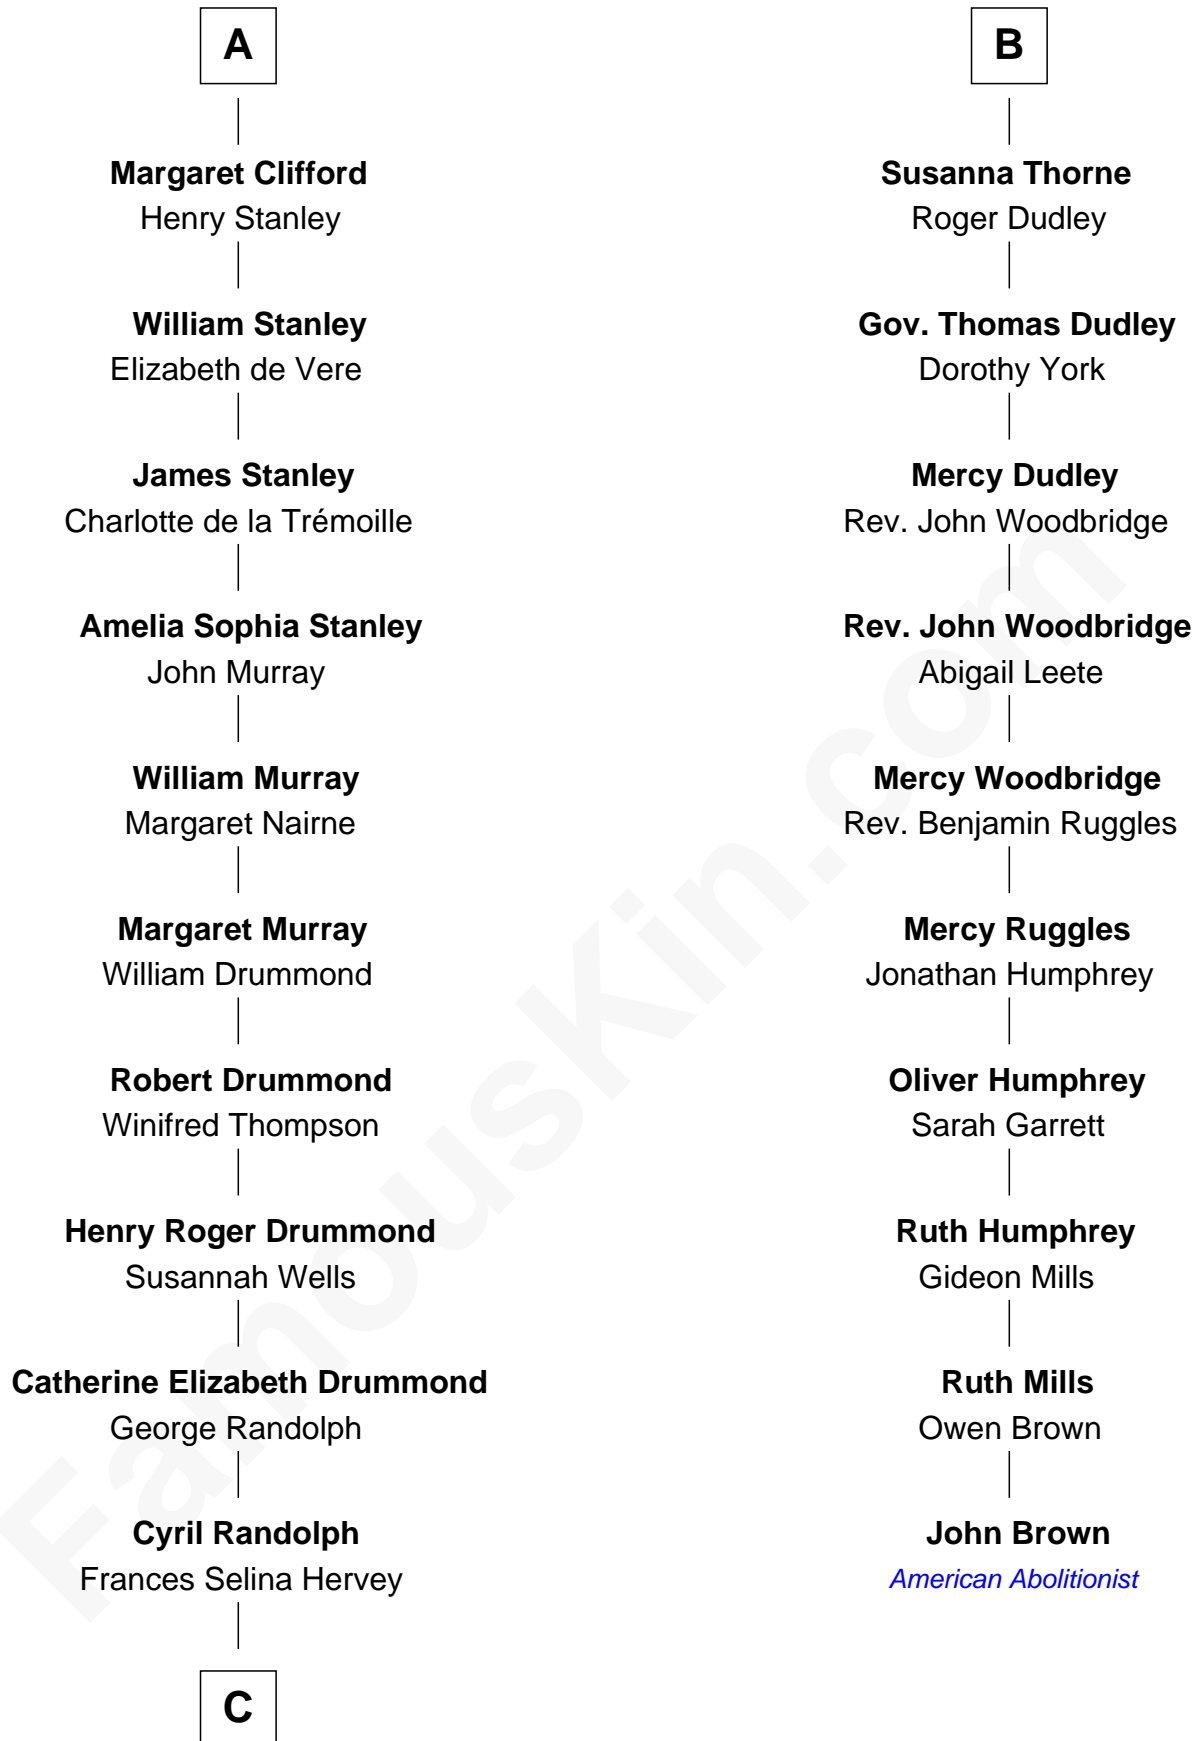 A
Margaret Clifford
Henry Stanley
William Stanley
Elizabeth de Vere
James Stanley
Charlotte de la Trémoille
Amelia Sophia Stanley
John Murray
William Murray
Margaret Nairne
Margaret Murray
William Drummond
Robert Drummond
Winifred Thompson
Henry Roger Drummond
Susannah Wells
Catherine Elizabeth Drummond
George Randolph
Cyril Randolph
Frances Selina Hervey
C
B
Susanna Thorne
Roger Dudley
Gov. Thomas Dudley
Dorothy York
Mercy Dudley
Rev. John Woodbridge
Rev. John Woodbridge
Abigail Leete
Mercy Woodbridge
Rev. Benjamin Ruggles
Mercy Ruggles
Jonathan Humphrey
Oliver Humphrey
Sarah Garrett
Ruth Humphrey
Gideon Mills
Ruth Mills
Owen Brown
John Brown
American Abolitionist
FamousKin.com